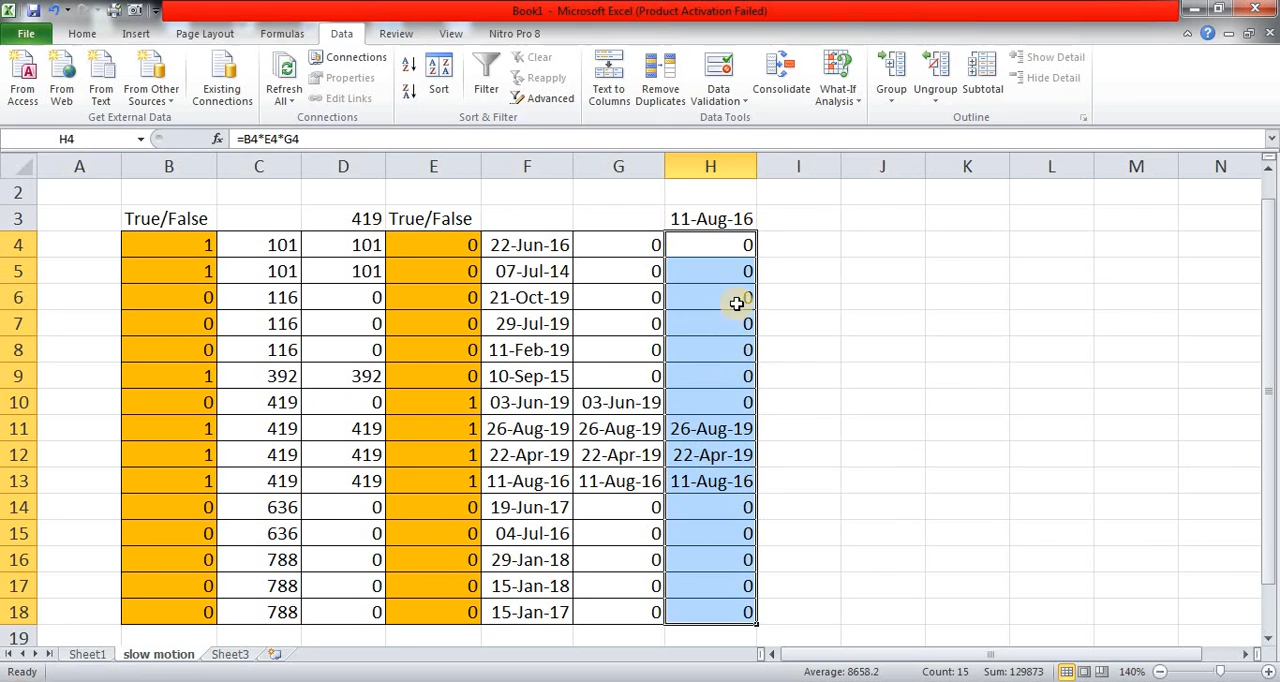 Book1 - Microsoft Excel (Product Activation Failed)
File Home Insert Page Layout Formulas Data Review View Nitro Pro 8
From Access From Web From Text From Other Sources Existing Connections Refresh All Connections Properties Edit Links Sort Filter Clear Reapply Advanced Text to Columns Remove Duplicates Data Validation Consolidate What-If Analysis Group Ungroup Subtotal Show Detail Hide Detail
Get External Data Connections Sort & Filter Data Tools Outline
H4 fx =B4*E4*G4
A B C D E F G H I J K L M N
2
3 True/False 419 True/False 11-Aug-16
4 1 101 101 0 22-Jun-16 0 0
5 1 101 101 0 07-Jul-14 0 0
6 0 116 0 0 21-Oct-19 0 0
7 0 116 0 0 29-Jul-19 0 0
8 0 116 0 0 11-Feb-19 0 0
9 1 392 392 0 10-Sep-15 0 0
10 0 419 0 1 03-Jun-19 03-Jun-19 0
11 1 419 419 1 26-Aug-19 26-Aug-19 26-Aug-19
12 1 419 419 1 22-Apr-19 22-Apr-19 22-Apr-19
13 1 419 419 1 11-Aug-16 11-Aug-16 11-Aug-16
14 0 636 0 0 19-Jun-17 0 0
15 0 636 0 0 04-Jul-16 0 0
16 0 788 0 0 29-Jan-18 0 0
17 0 788 0 0 15-Jan-18 0 0
18 0 788 0 0 15-Jan-17 0 0
19
Sheet1 slow motion Sheet3
Ready Average: 8658.2 Count: 15 Sum: 129873 140%